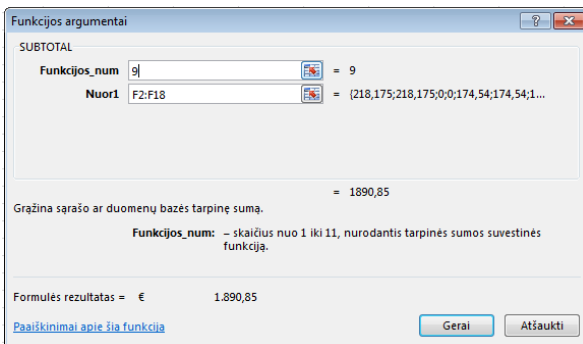 Funkcijos argumentai
SUBTOTAL
Funkcijos_num 9 = 9
Nuor1 F2:F18 = {218,175;218,175;0;0;174,54;174,54;1...
= 1890,85
Grąžina sąrašo ar duomenų bazės tarpinę sumą.
Funkcijos_num: – skaičius nuo 1 iki 11, nurodantis tarpinės sumos suvestinės
funkciją.
Formulės rezultatas = € 1.890,85
Paaiškinimai apie šia funkcija
Gerai Atšaukti